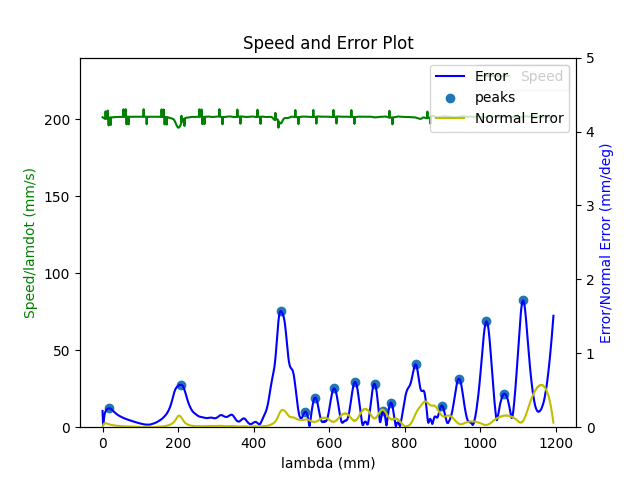 Speed and Error Plot
Speed
Error
peaks
Normal Error
Speed/lamdot (mm/s)
200
150
100
50
0
5
4
3
2
1
0
Error/Normal Error (mm/deg)
0 200 400 600 800 1000 1200
lambda (mm)